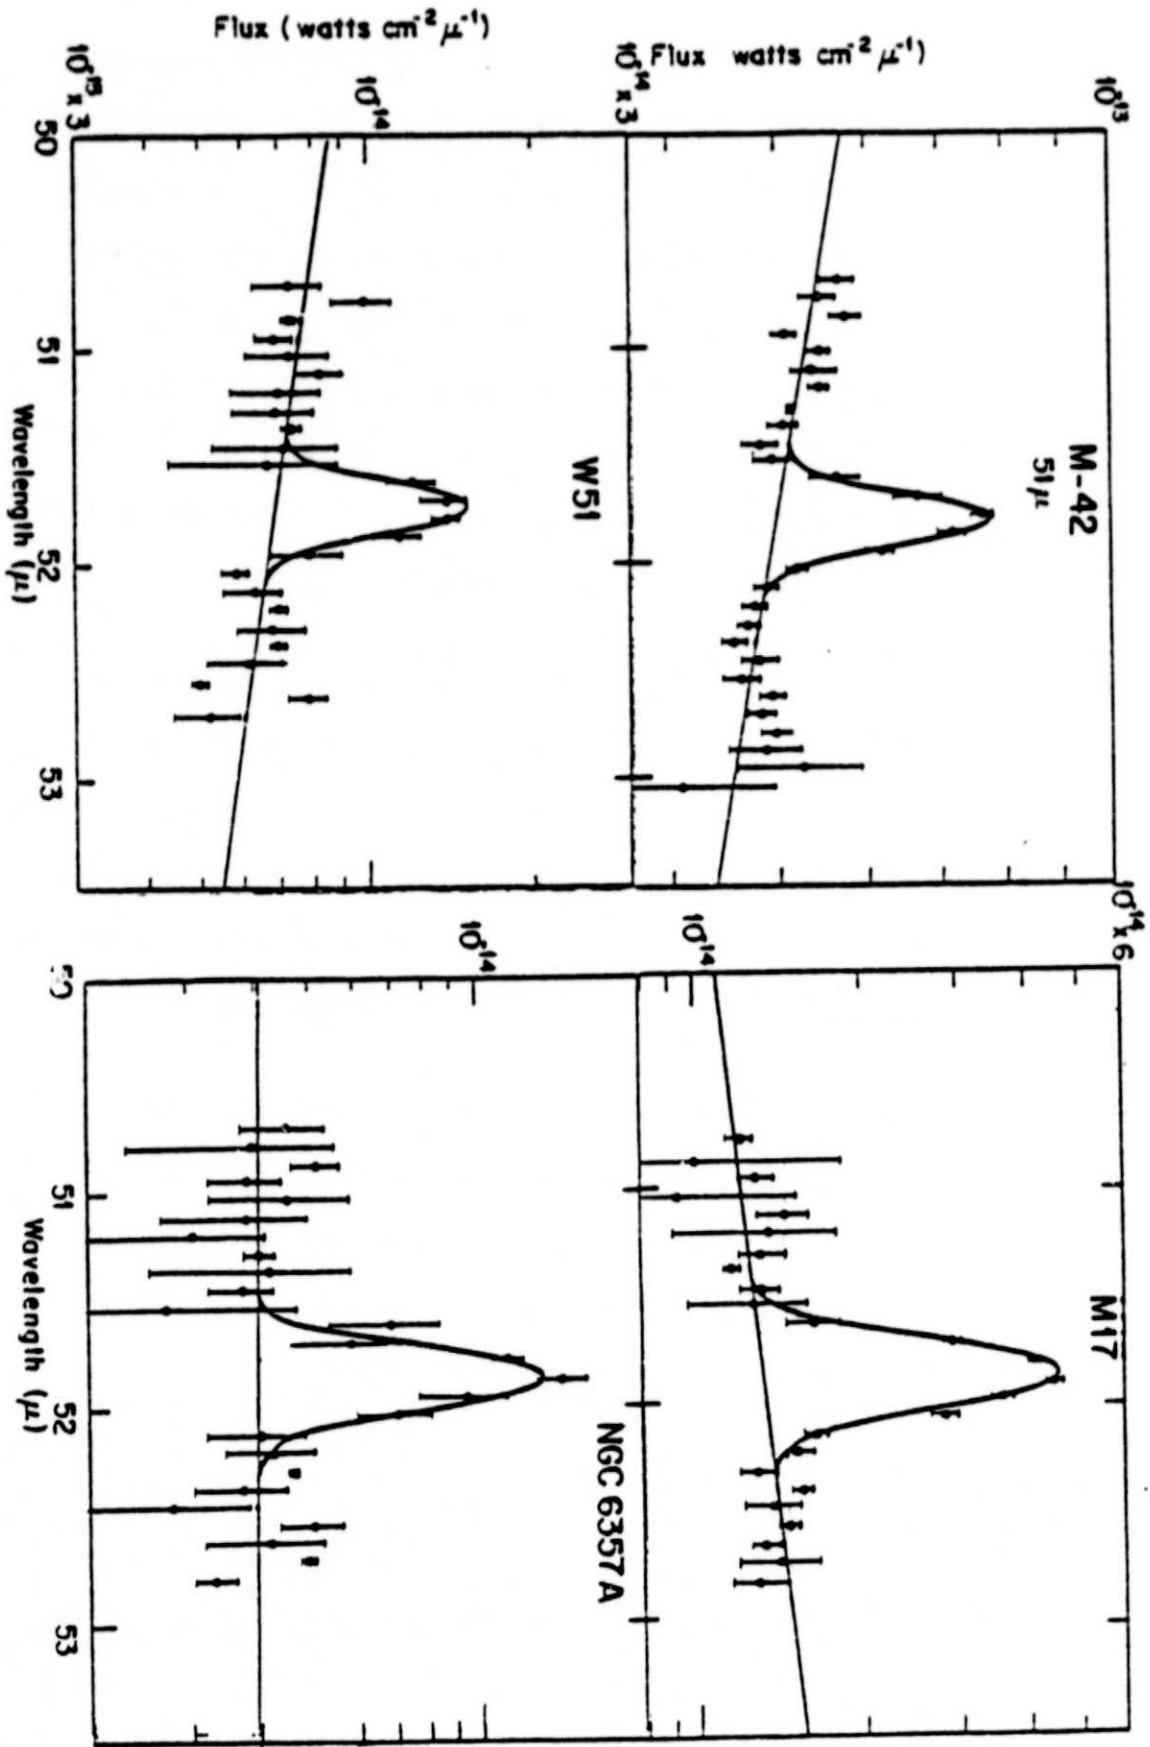 Flux (watts cm⁻² μ⁻¹)
Flux watts cm⁻² μ⁻¹)
10⁻¹³
10⁻¹⁴ x 3
M-42
51μ
10⁻¹⁴
10⁻¹⁵ x 3
W51
50
51
52
53
Wavelength (μ)
10⁻¹⁴ x 6
10⁻¹⁴
M17
10⁻¹⁴
NGC 6357A
51
52
53
Wavelength (μ)